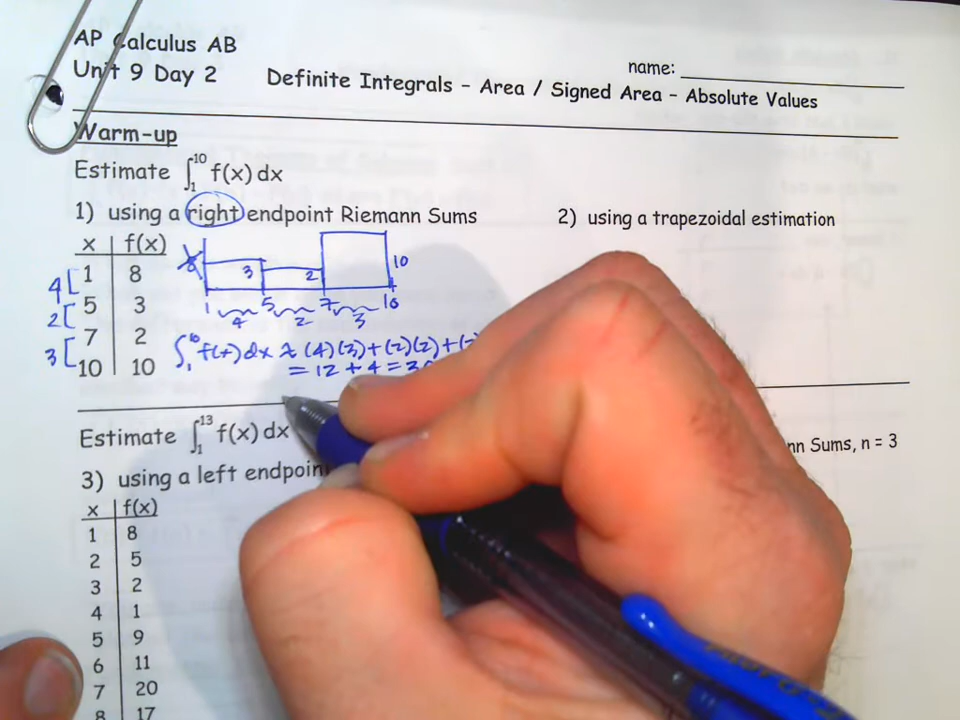 AP Calculus AB
Unit 9 Day 2 Definite Integrals - Area / Signed Area - Absolute Values
name:
Warm-up
Estimate ∫₁¹⁰ f(x) dx
1) using a right endpoint Riemann Sums
2) using a trapezoidal estimation
x f(x)
1 8
5 3
7 2
10 10
4
2
3
3 2 10
1 5 7 10
4 2 3
∫₁¹⁰ f(x) dx ≈ (4)(3)+(2)(2)+(
= 12 + 4 = 3
Estimate ∫₁¹³ f(x) dx
Sums, n = 3
3) using a left
x f(x)
1 8
2 5
3 2
4 1
5 9
6 11
7 20
8 17